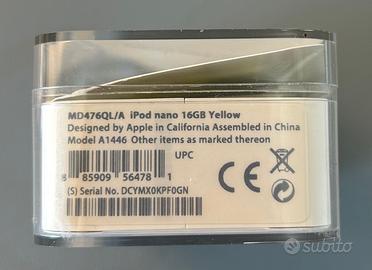 MD476QL/A iPod nano 16GB Yellow
Designed by Apple in California Assembled in China
Model A1446 Other items as marked thereon
UPC
8 85909 56478 1
(S) Serial No. DCYMX0KPF0GN
CE
subito